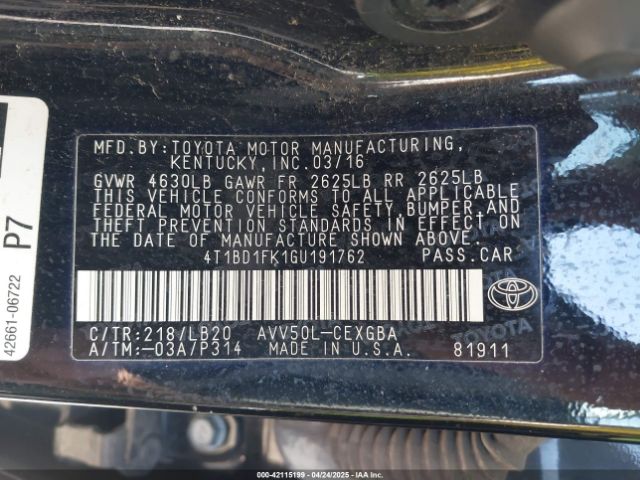 MFD.BY:TOYOTA MOTOR MANUFACTURING,
KENTUCKY,INC.03/16
GVWR 4630LB GAWR FR 2625LB RR 2625LB
THIS VEHICLE CONFORMS TO ALL APPLICABLE
FEDERAL MOTOR VEHICLE SAFETY,BUMPER,AND
THEFT PREVENTION STANDARDS IN EFFECT ON
THE DATE OF MANUFACTURE SHOWN ABOVE.
4T1BD1FK1GU191762 PASS.CAR
C/TR:218/LB20 AVV50L-CEXGBA
A/TM:-03A/P314 MADE IN U.S.A. 81911
42661-06722
P7
000-42115199 - 04/24/2025 - IAAI.COM